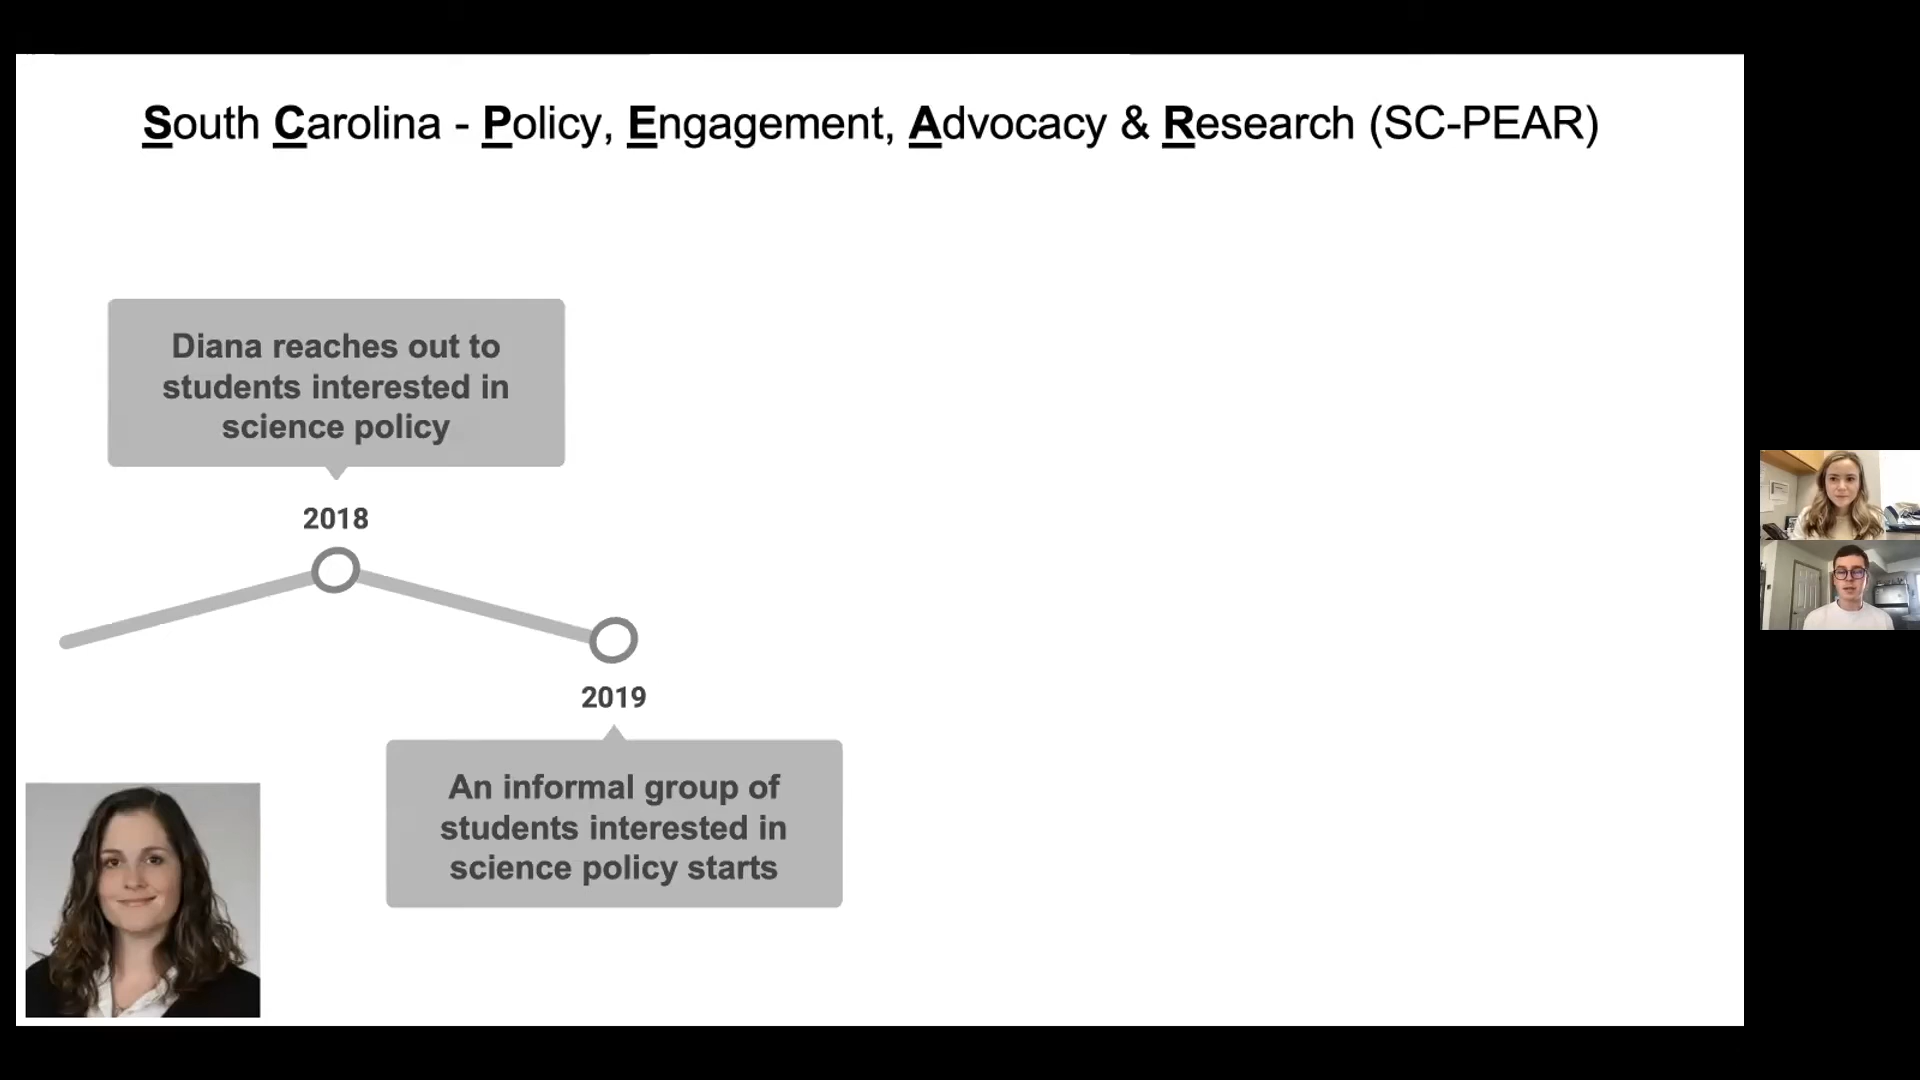 South Carolina - Policy, Engagement, Advocacy & Research (SC-PEAR)
Diana reaches out to
students interested in
science policy
2018
2019
An informal group of
students interested in
science policy starts